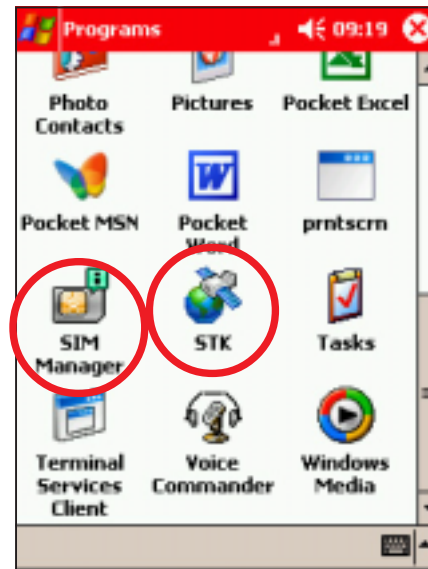 Programs 09:19
Photo Contacts
Pictures
Pocket Excel
Pocket MSN
Pocket Word
prntscrn
SIM Manager
STK
Tasks
Terminal Services Client
Voice Commander
Windows Media